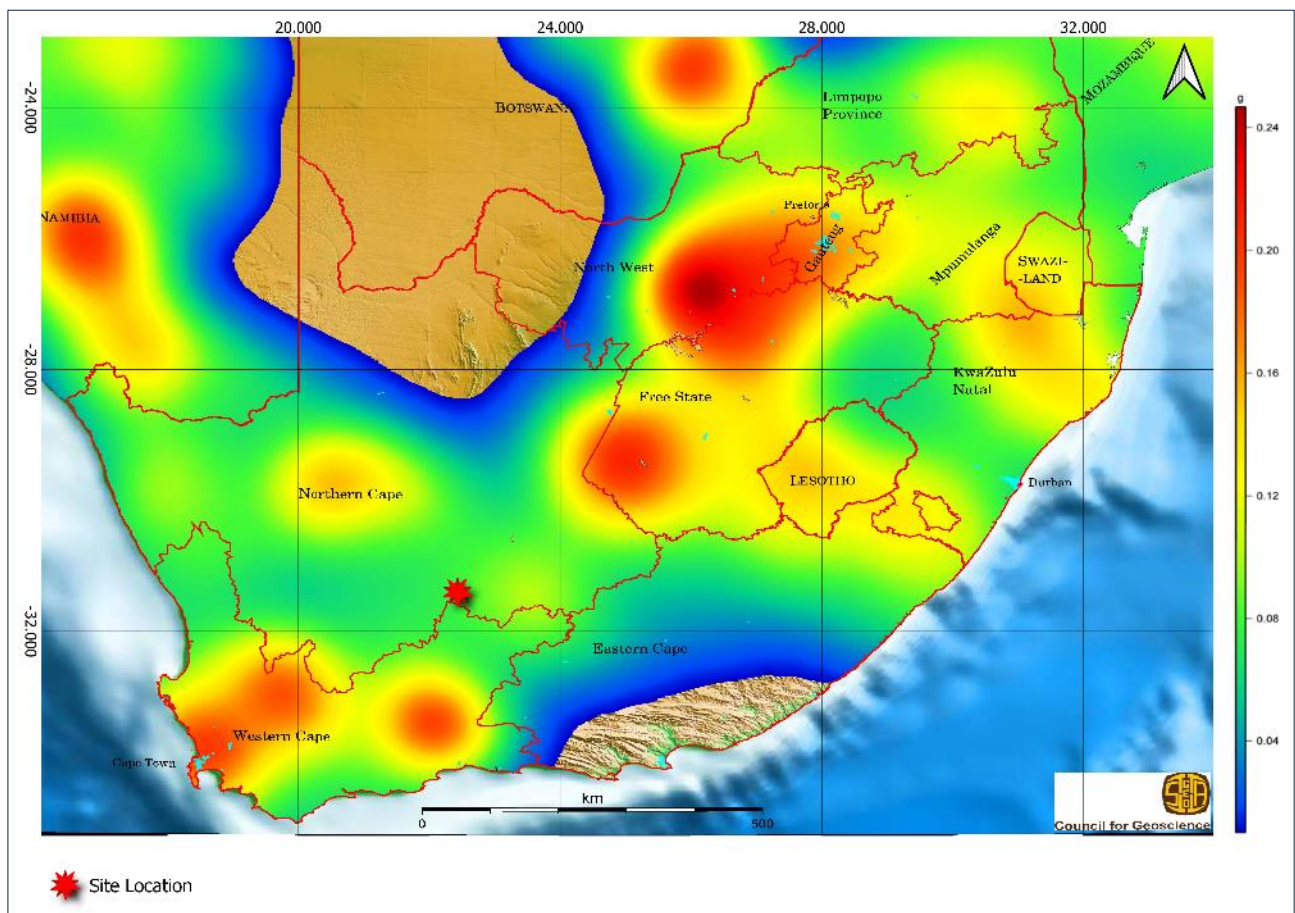 20.000 24.000 28.000 32.000
-24.000
-28.000
-32.000
BOTSWAN
Limpopo
Province
MOZAMBIQUE
NAMIBIA
Pretoria
North West
Gauteng
Mpumulanga
SWAZI-
-LAND
KwaZulu
Natal
Free State
LESOTHO
Durban
Northern Cape
Eastern Cape
Western Cape
Cape Town
km
0 500
g
0.24
0.20
0.16
0.12
0.08
0.04
Council for Geoscience
Site Location